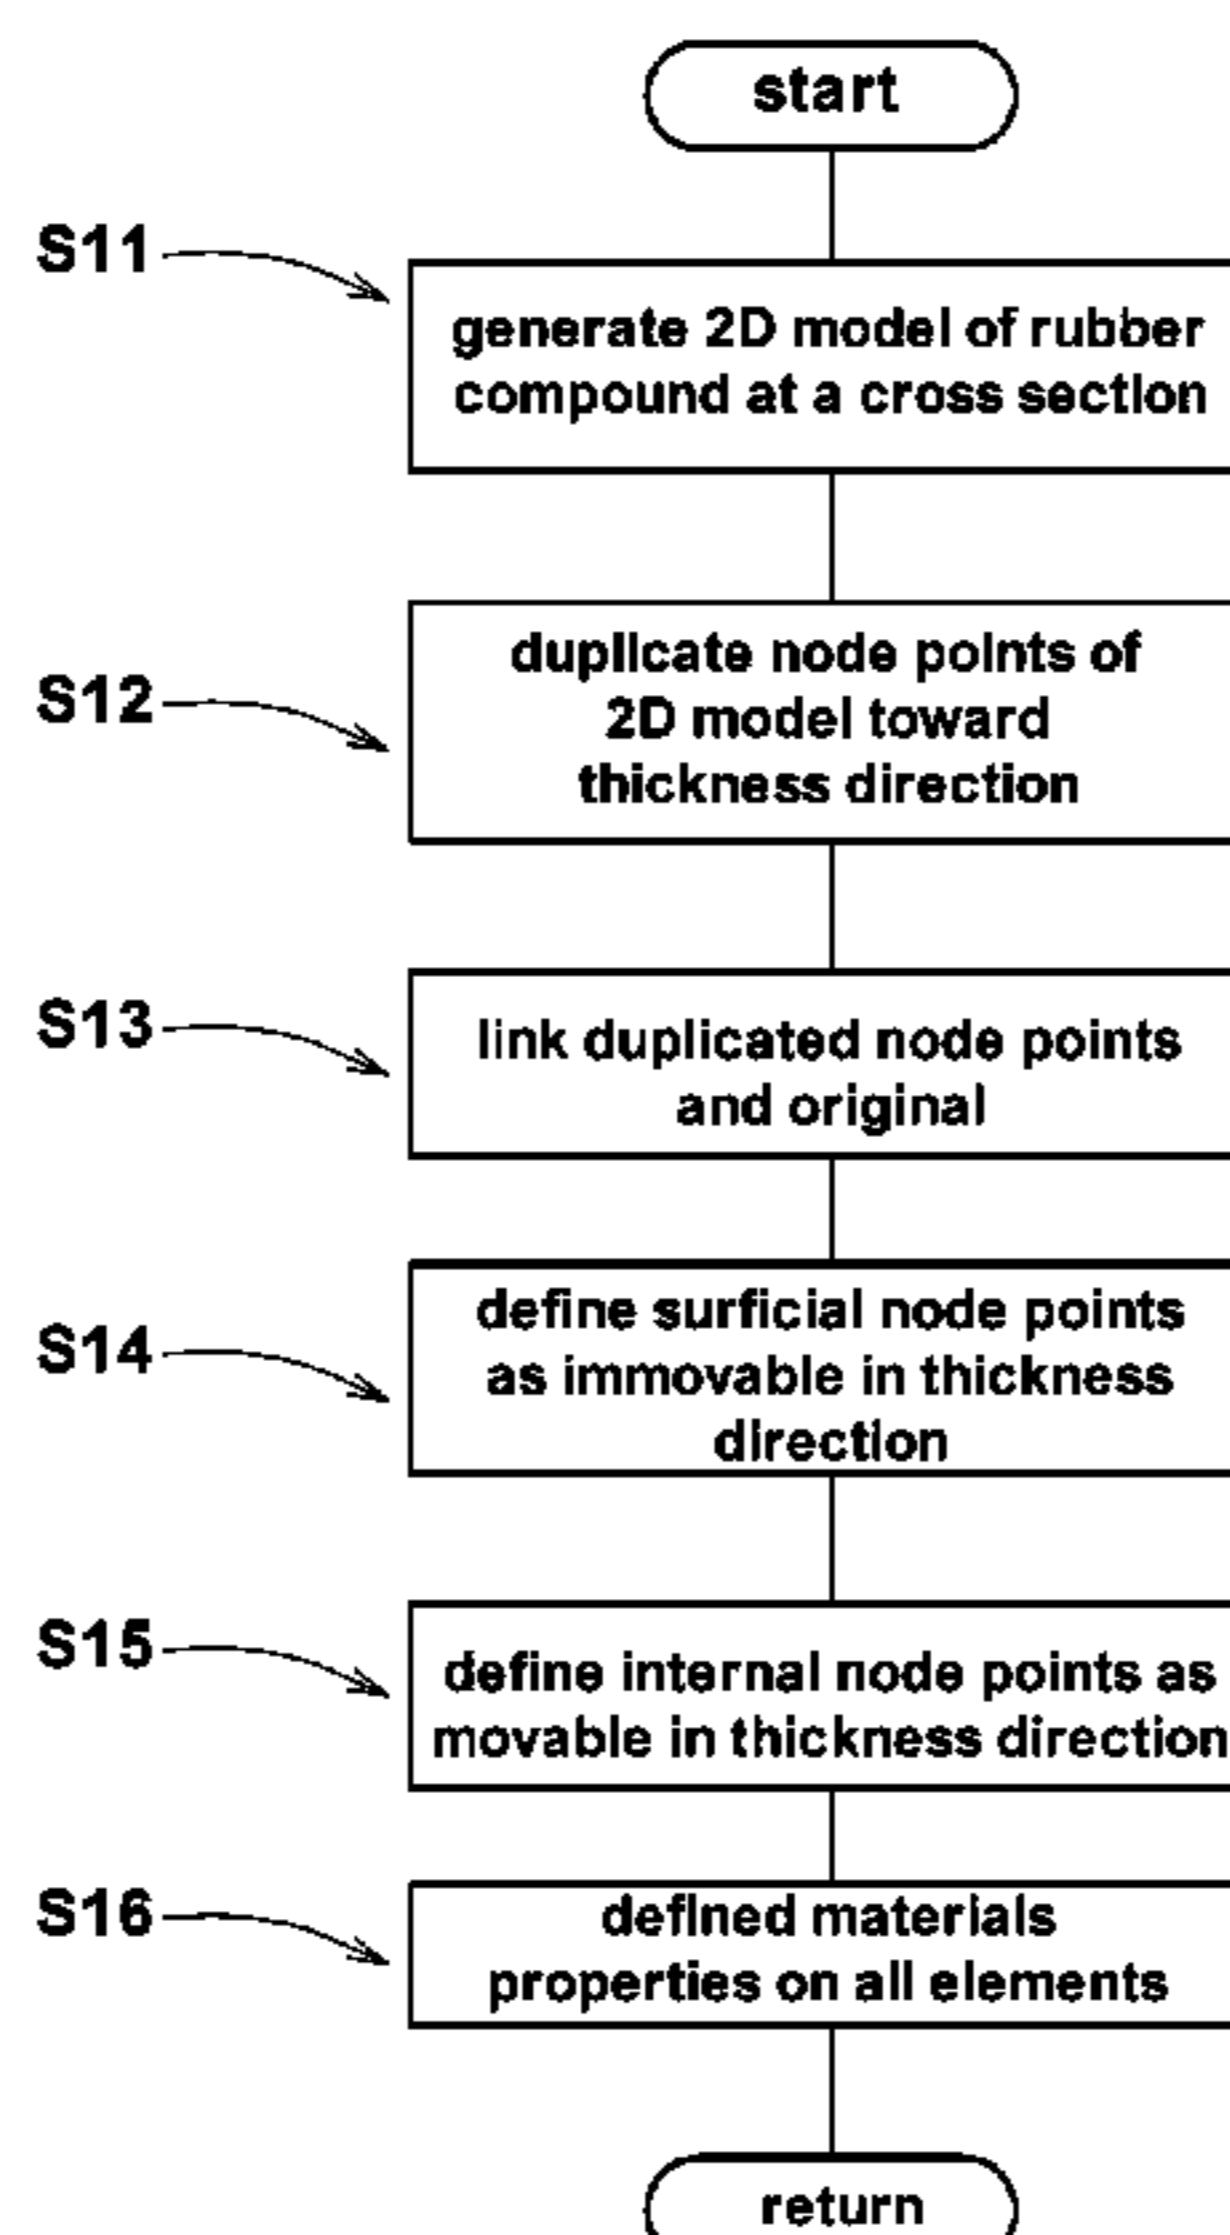 start
S11
generate 2D model of rubber
compound at a cross section
S12
duplicate node points of
2D model toward
thickness direction
S13
link duplicated node points
and original
S14
define surficial node points
as immovable in thickness
direction
S15
define internal node points as
movable in thickness direction
S16
defined materials
properties on all elements
return